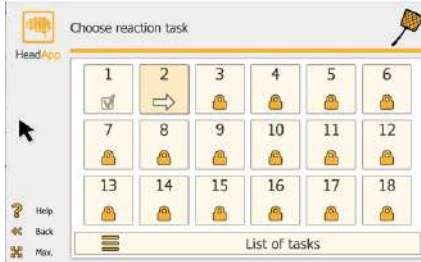 Choose reaction task
HeadApp
1 2 3 4 5 6
7 8 9 10 11 12
13 14 15 16 17 18
Help
Back
Max.
List of tasks